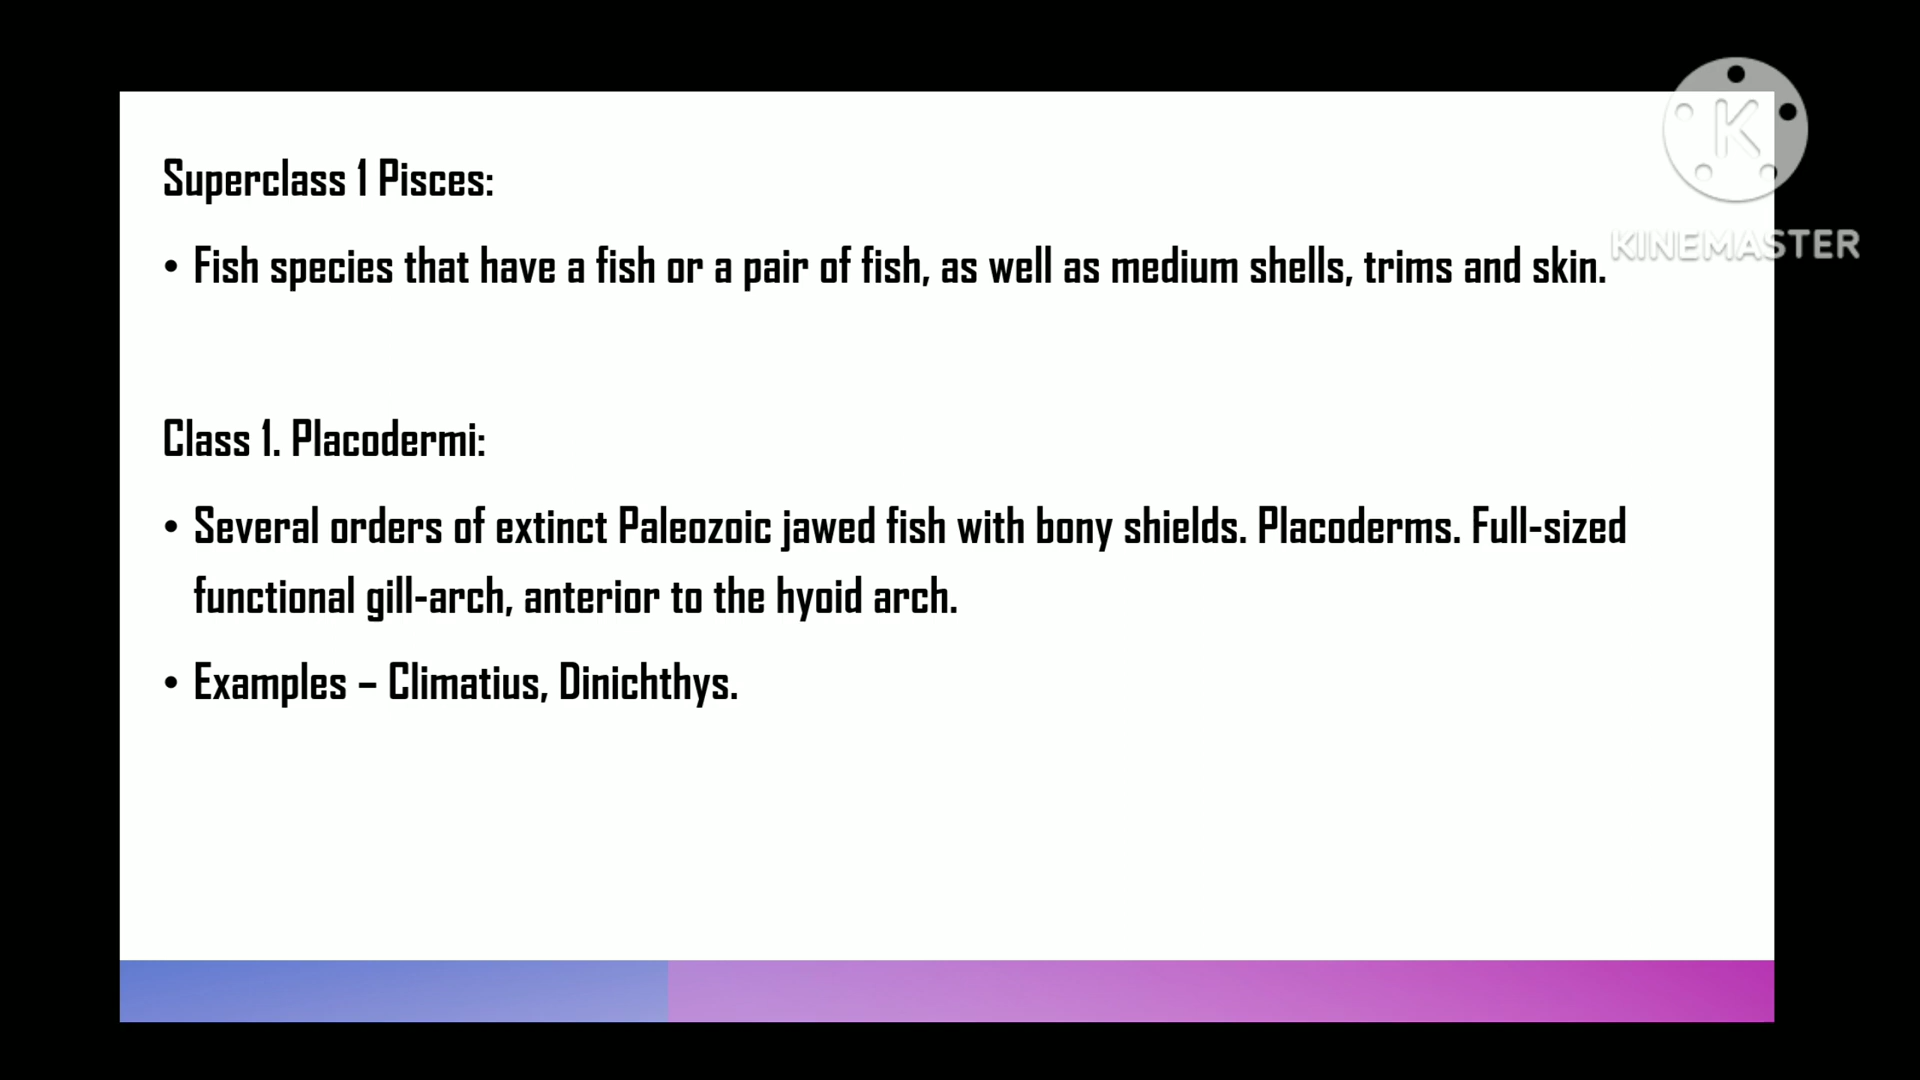 Superclass 1 Pisces:
• Fish species that have a fish or a pair of fish, as well as medium shells, trims and skin.
K
KINEMASTER
Class 1. Placodermi:
• Several orders of extinct Paleozoic jawed fish with bony shields. Placoderms. Full-sized
functional gill-arch, anterior to the hyoid arch.
• Examples – Climatius, Dinichthys.